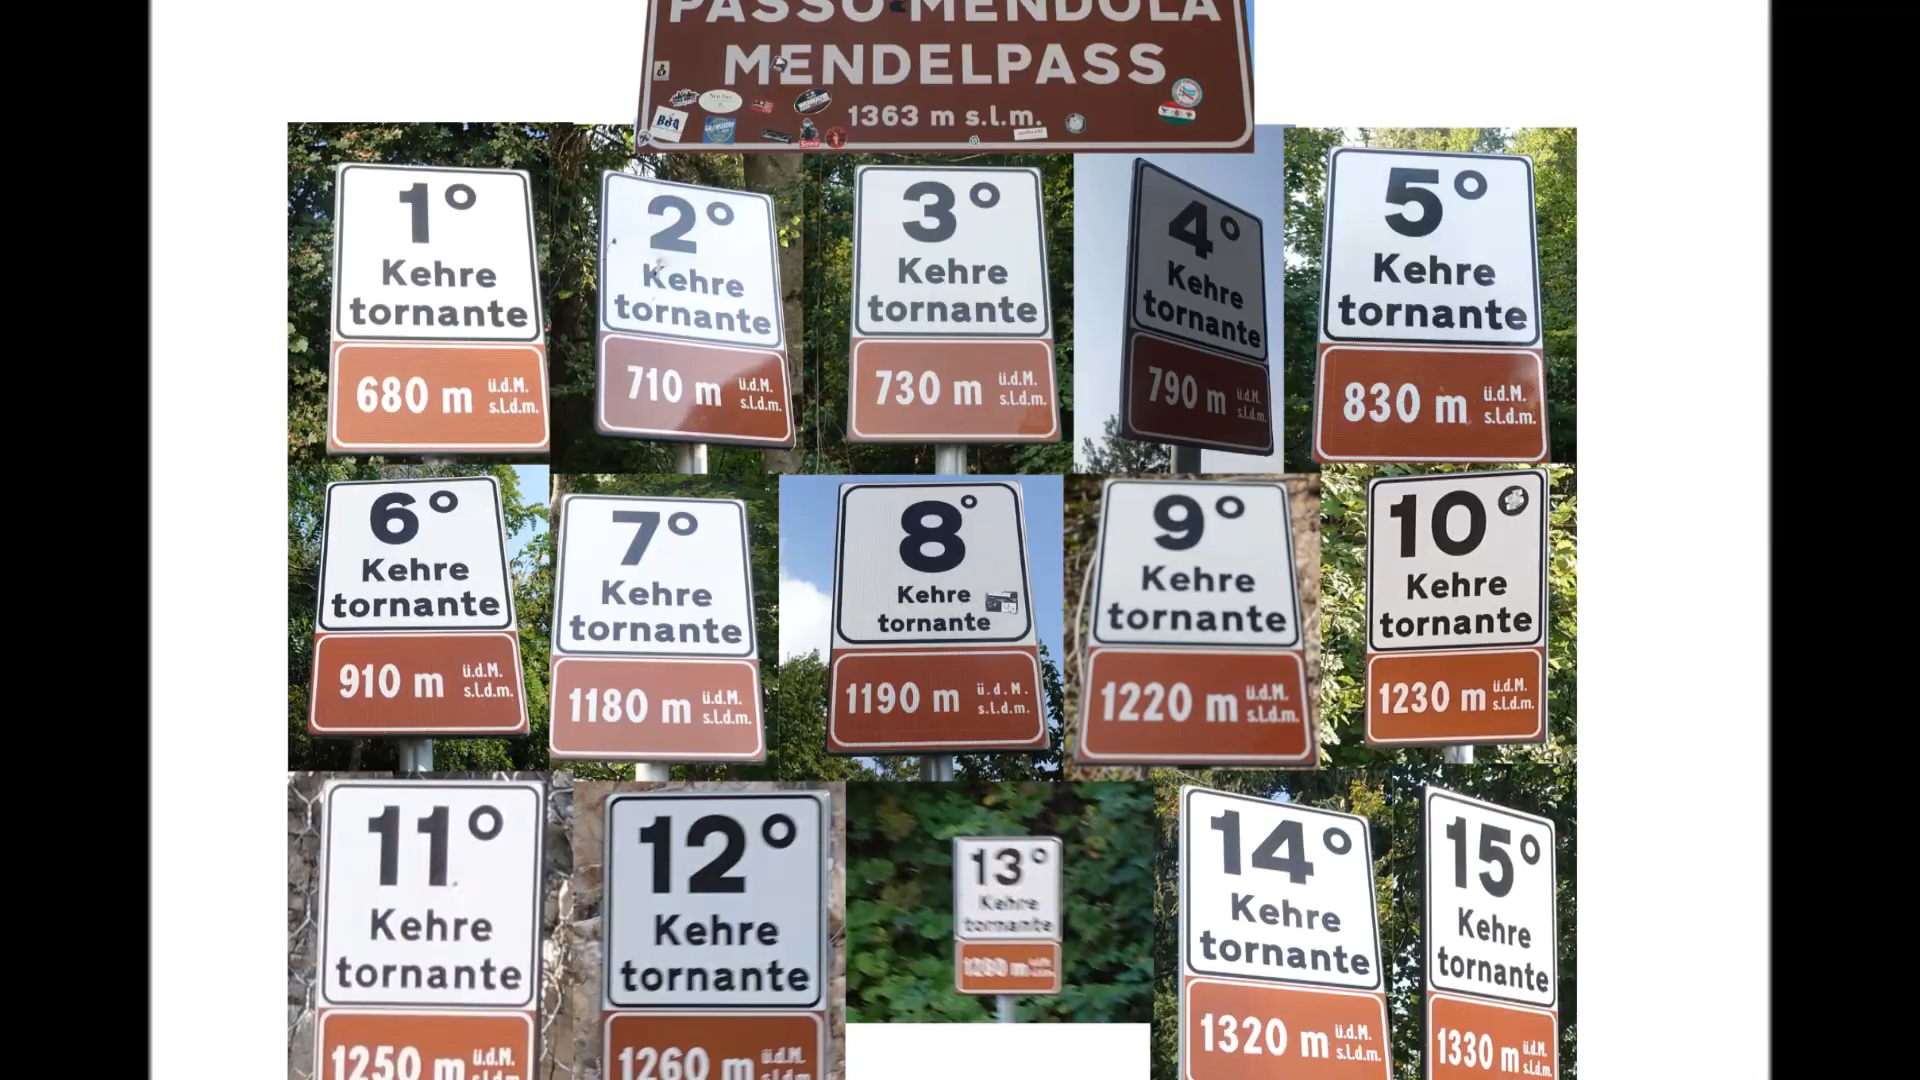 PASSO MENDOLA
MENDELPASS
1363 m s.l.m.
1°
Kehre
tornante
680 m ü.d.M.
s.l.d.m.
2°
Kehre
tornante
710 m ü.d.M.
s.l.d.m.
3°
Kehre
tornante
730 m ü.d.M.
s.l.d.m.
4°
Kehre
tornante
790 m ü.d.M.
s.l.d.m.
5°
Kehre
tornante
830 m ü.d.M.
s.l.d.m.
6°
Kehre
tornante
910 m ü.d.M.
s.l.d.m.
7°
Kehre
tornante
1180 m ü.d.M.
s.l.d.m.
8°
Kehre
tornante
1190 m ü.d.M.
s.l.d.m.
9°
Kehre
tornante
1220 m ü.d.M.
s.l.d.m.
10
Kehre
tornante
1230 m ü.d.M.
s.l.d.m.
11°
Kehre
tornante
1250 m ü.d.M.
s.l.d.m.
12°
Kehre
tornante
1260 m ü.d.M.
s.l.d.m.
13°
Kehre
tornante
14°
Kehre
tornante
1320 m ü.d.M.
s.l.d.m.
15°
Kehre
tornante
1330 m ü.d.M.
s.l.d.m.